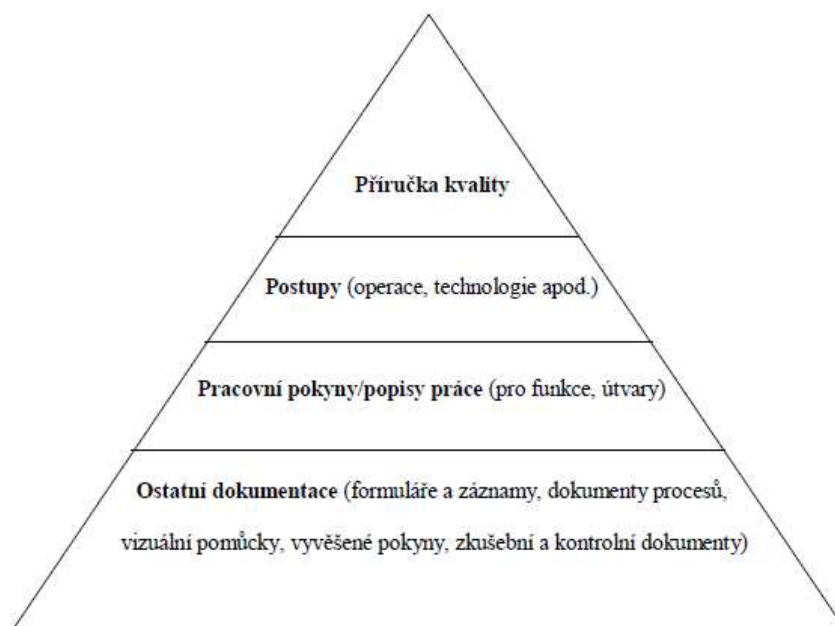 Příručka kvality
Postupy (operace, technologie apod.)
Pracovní pokyny/popisy práce (pro funkce, útvary)
Ostatní dokumentace (formuláře a záznamy, dokumenty procesů,
vizuální pomůcky, vyvěšené pokyny, zkušební a kontrolní dokumenty)